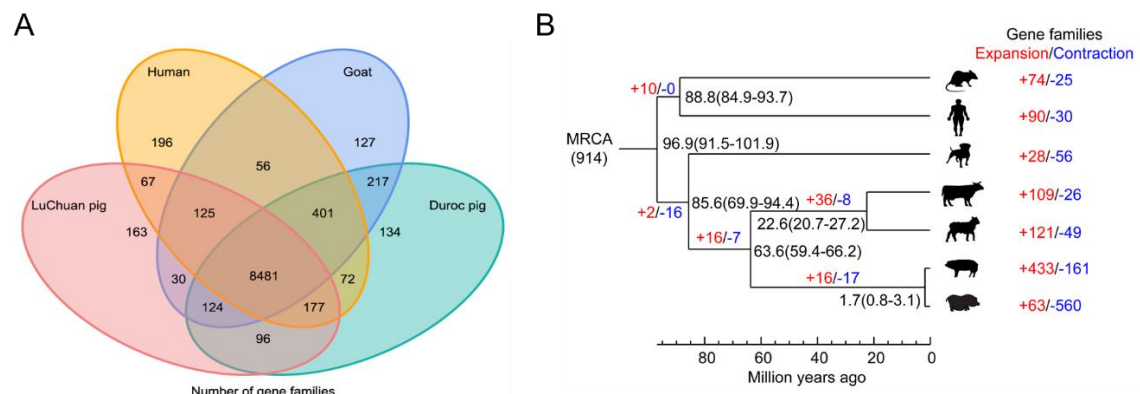 A
Human
Goat
196
127
56
67
217
LuChuan pig
125
401
Duroc pig
163
134
30
8481
72
124
177
96
Number of gene families
B
Gene families
Expansion/Contraction
+10/-0
+74/-25
88.8(84.9-93.7)
+90/-30
MRCA
(914)
96.9(91.5-101.9)
+28/-56
85.6(69.9-94.4)
+36/-8
+109/-26
+2/-16
22.6(20.7-27.2)
+121/-49
+16/-7
63.6(59.4-66.2)
+16/-17
+433/-161
1.7(0.8-3.1)
+63/-560
80 60 40 20 0
Million years ago